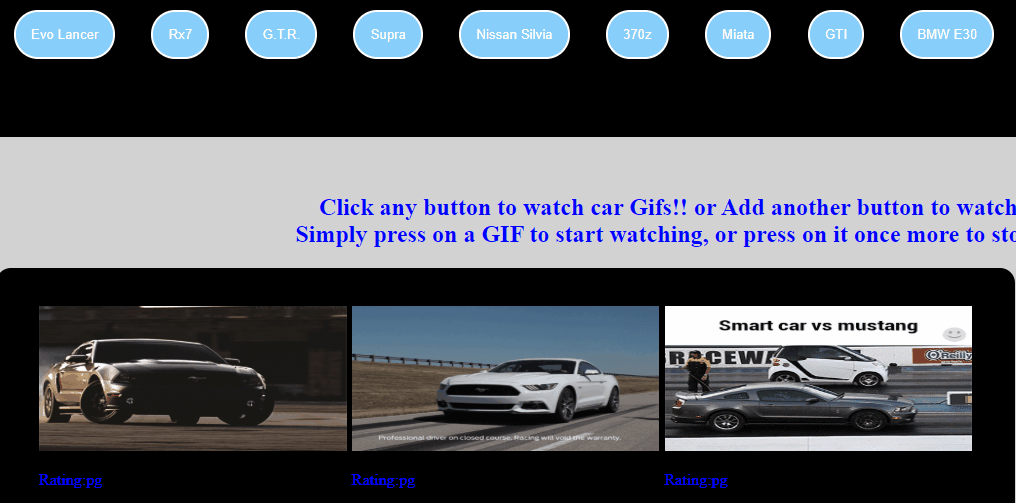 Evo Lancer
Rx7
G.T.R.
Supra
Nissan Silvia
370z
Miata
GTI
BMW E30
Click any button to watch car Gifs!! or Add another button to watch
Simply press on a GIF to start watching, or press on it once more to sto
Professional driver on closed course. Racing will void the warranty.
Smart car vs mustang
RACEWA
O'Reilly
Rating:pg
Rating:pg
Rating:pg